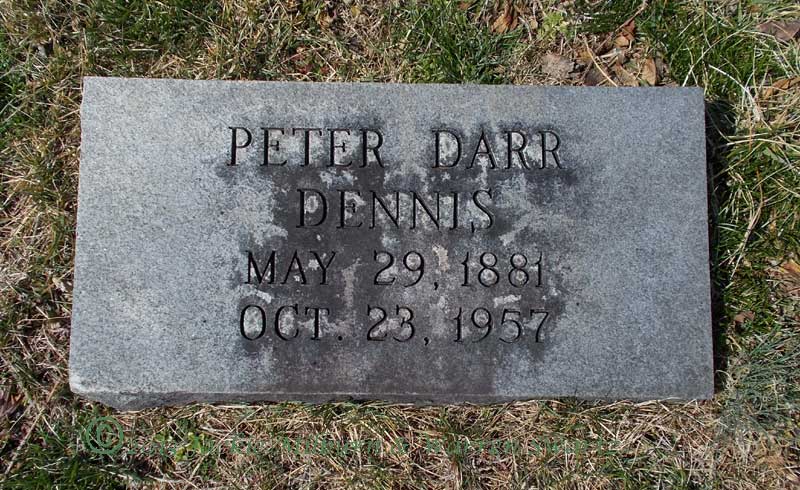 PETER DARR
DENNIS
MAY 29, 1881
OCT. 23, 1957
©